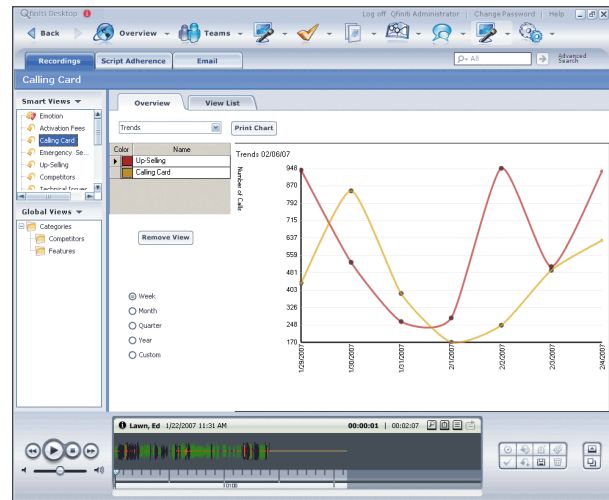 Qfiniti Desktop
Log off Qfiniti Administrator | Change Password | Help
Back Overview Teams
Recordings Script Adherence Email
All
Advanced Search
Calling Card
Smart Views
Emotion
Activation Fees
Calling Card
Emergency Se...
Up-Selling
Competitors
Technical Issues
Global Views
Categories
Competitors
Features
Overview View List
Trends Print Chart
Color Name
Up-Selling
Calling Card
Remove View
Week
Month
Quarter
Year
Custom
Trends 02/06/07
Number of Calls
948
870
792
715
637
559
481
403
326
248
170
1/29/2007 1/30/2007 1/31/2007 2/1/2007 2/2/2007 2/3/2007 2/4/2007
Lawn, Ed 1/22/2007 11:31 AM 00:00:01 | 00:02:07
01:00